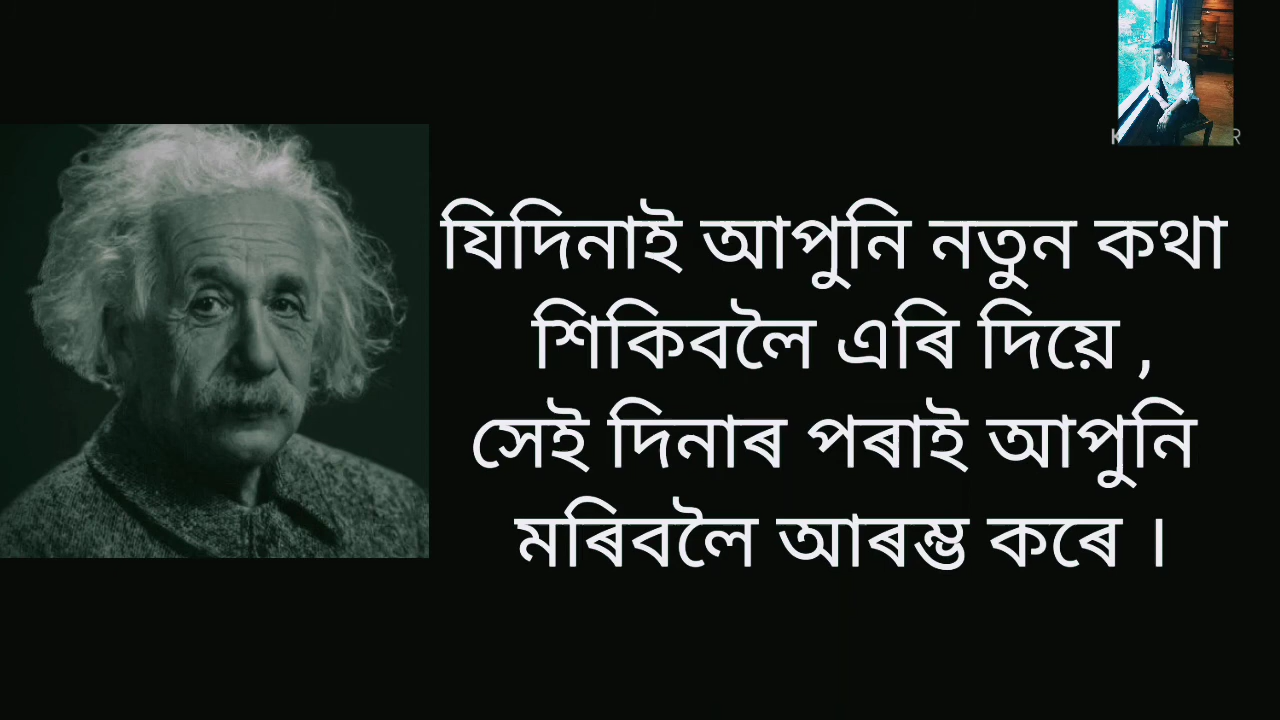 যিদিনাই আপুনি নতুন কথা
শিকিবলৈ এৰি দিয়ে ,
সেই দিনাৰ পৰাই আপুনি
মৰিবলৈ আৰম্ভ কৰে ।